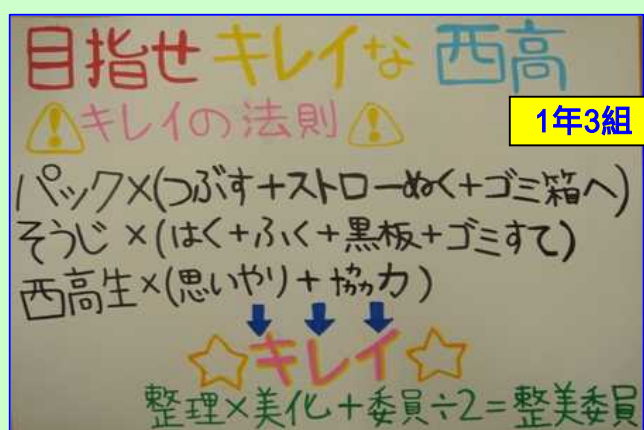 目指せキレイな西高
キレイの法則
1年3組
パック×(つぶす+ストローぬく+ゴミ箱へ)
そうじ×(はく+ふく+黒板+ゴミすて)
西高生×(思いやり+協力)
キレイ
整理×美化+委員÷2=整美委員